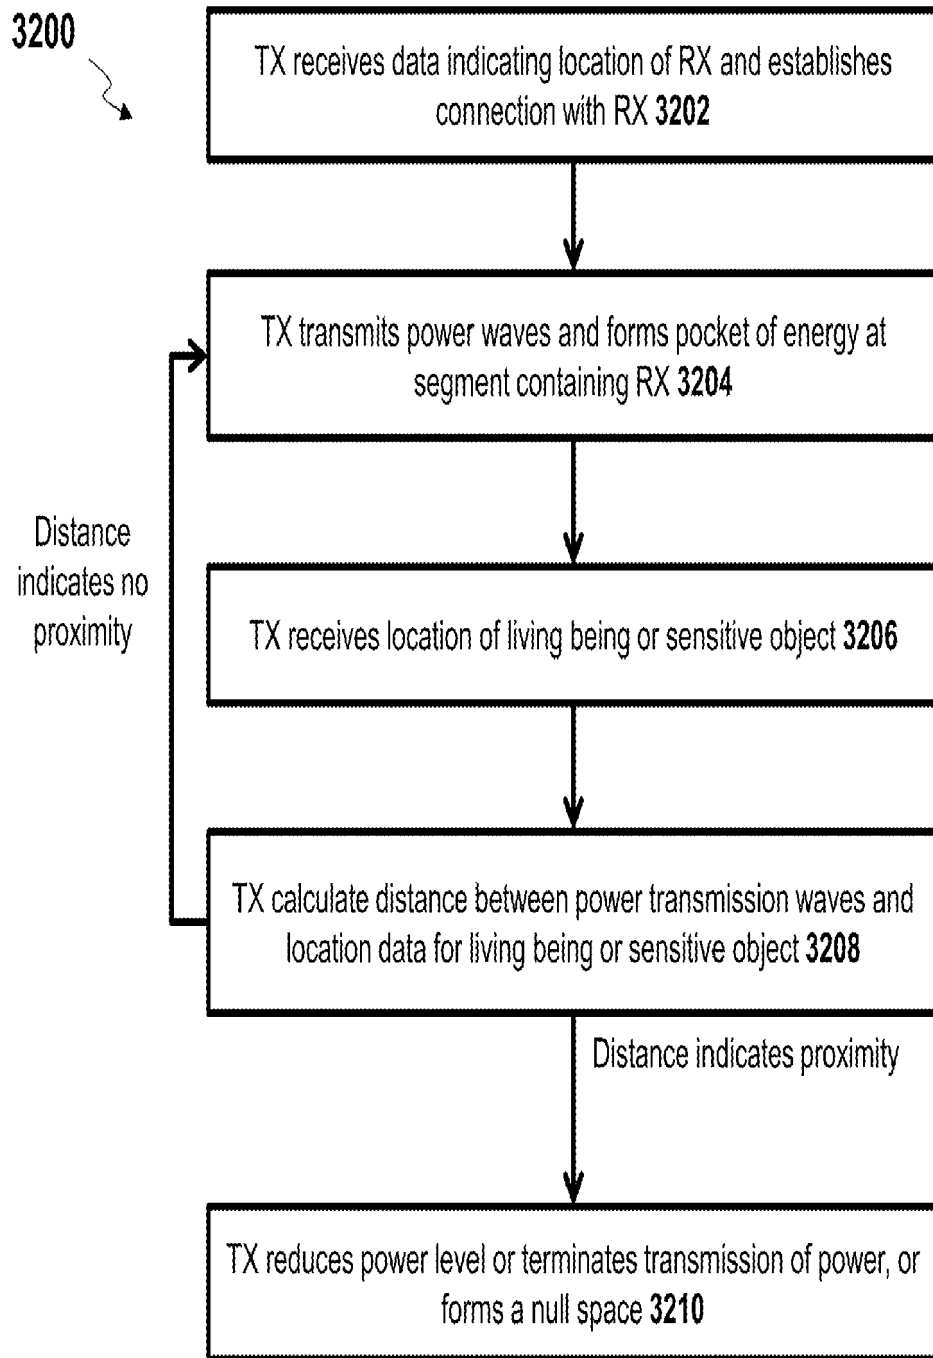 3200
TX receives data indicating location of RX and establishes
connection with RX 3202
TX transmits power waves and forms pocket of energy at
segment containing RX 3204
Distance
indicates no
proximity
TX receives location of living being or sensitive object 3206
TX calculate distance between power transmission waves and
location data for living being or sensitive object 3208
Distance indicates proximity
TX reduces power level or terminates transmission of power, or
forms a null space 3210